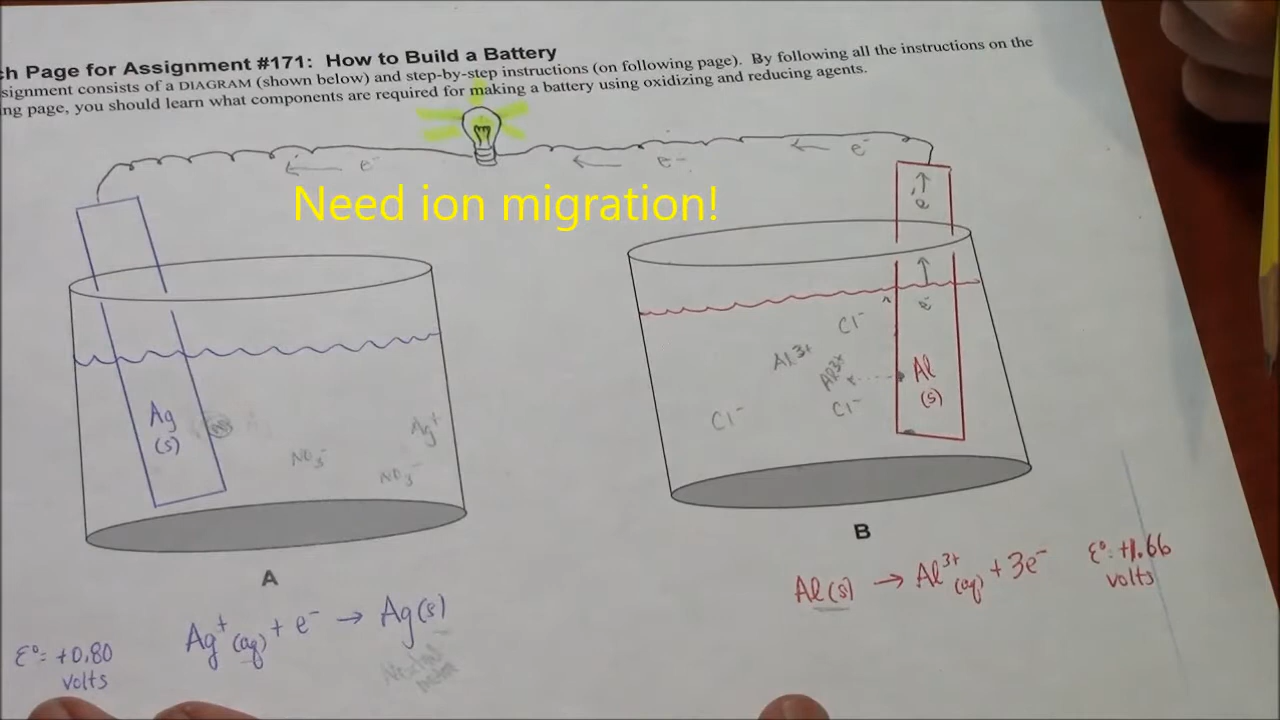 ch Page for Assignment #171: How to Build a Battery
signment consists of a DIAGRAM (shown below) and step-by-step instructions (on following page). By following all the instructions on the
ing page, you should learn what components are required for making a battery using oxidizing and reducing agents.
← e⁻ ← e⁻ ← e⁻
Need ion migration!
↑ e⁻
↑ e⁻
Cl⁻
Al³⁺
Al³⁺
Al
(s)
Cl⁻
Cl⁻
Ag
(s)
Ag⁺
NO₃⁻
NO₃⁻
A
B
Ag⁺(aq) + e⁻ → Ag(s)
Ɛ°= +0.80
volts
Al(s) → Al³⁺(aq) + 3e⁻
Ɛ°= +1.66
volts